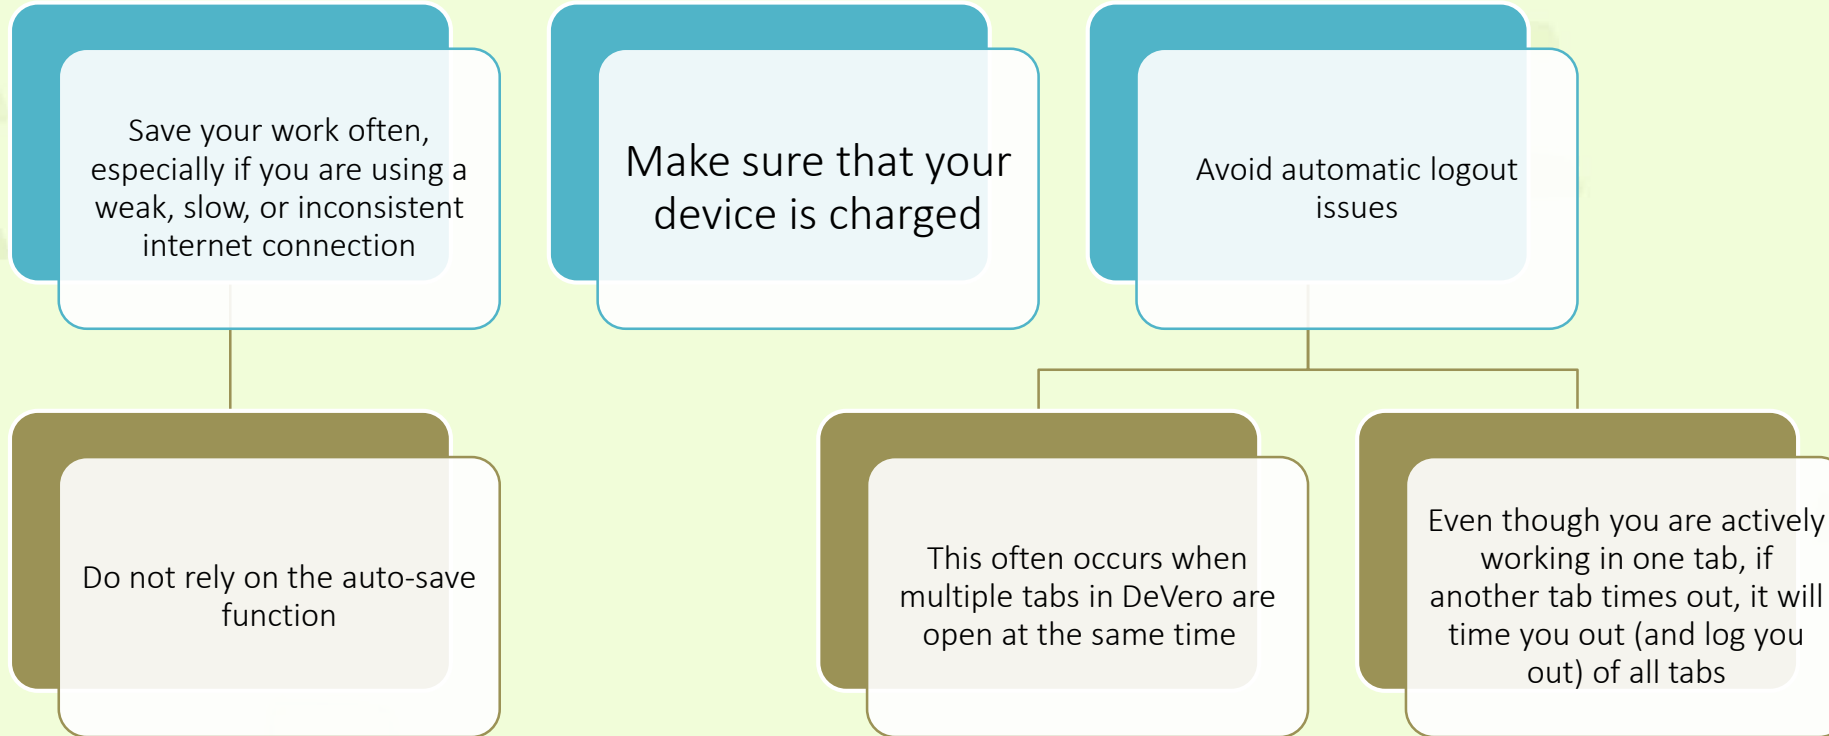 Save your work often,
especially if you are using a
weak, slow, or inconsistent
internet connection
Make sure that your
device is charged
Avoid automatic logout
issues
Do not rely on the auto-save
function
This often occurs when
multiple tabs in DeVero are
open at the same time
Even though you are actively
working in one tab, if
another tab times out, it will
time you out (and log you
out) of all tabs